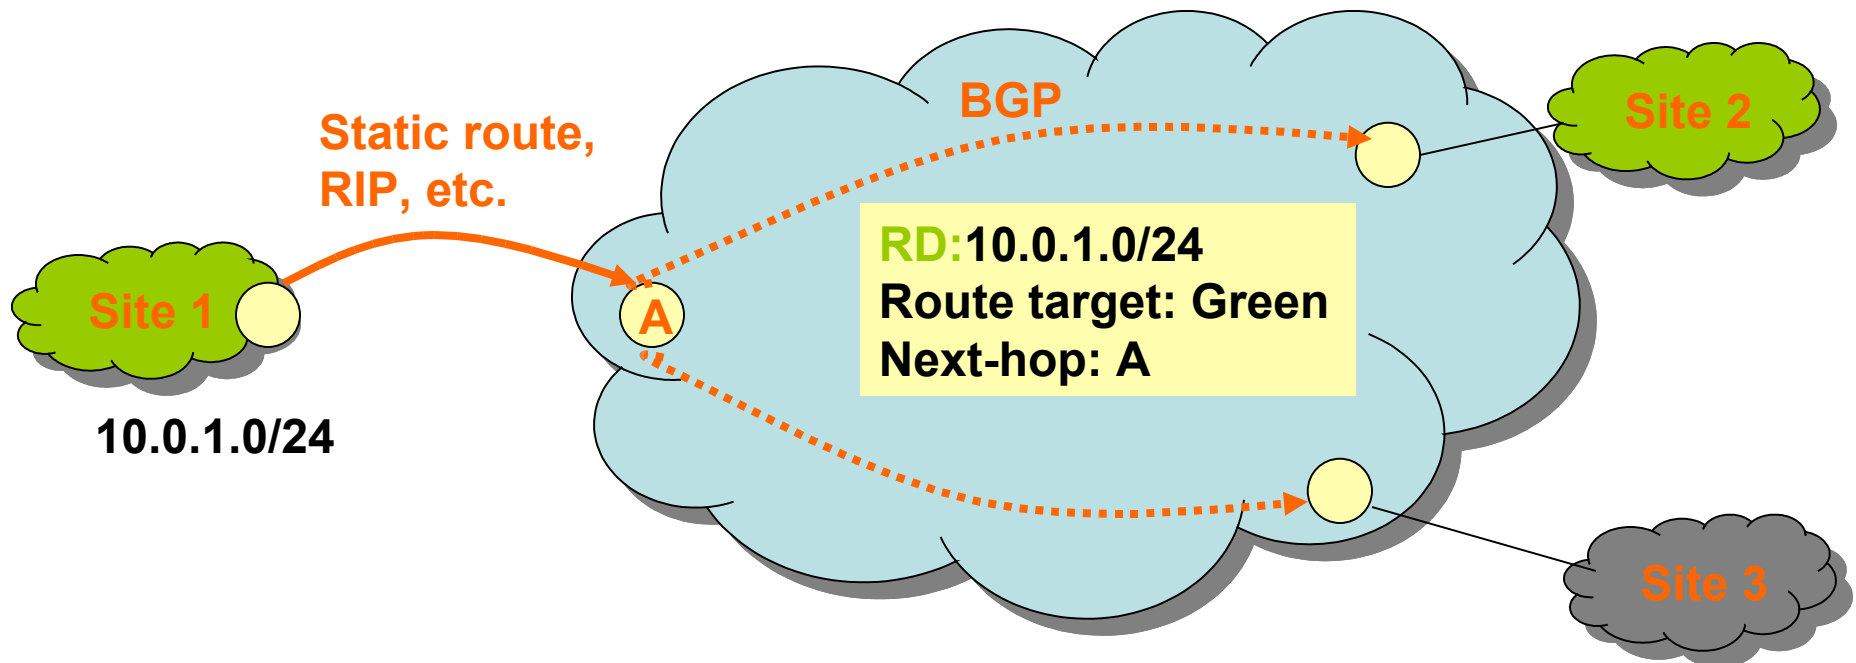 BGP
Static route,
RIP, etc.
Site 2
RD:10.0.1.0/24
Route target: Green
Next-hop: A
Site 1
A
10.0.1.0/24
Site 3